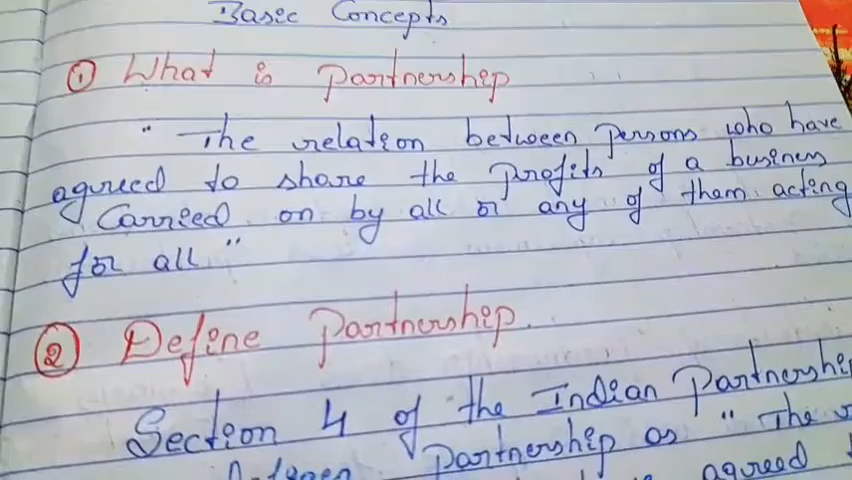 Basic Concepts
① What is Partnership
" The relation between persons who have
agreed to share the profits of a business
Carried on by all or any of them acting
for all "
② Define Partnership.
Section 4 of the Indian Partnershi
Partnership as " The
agreed